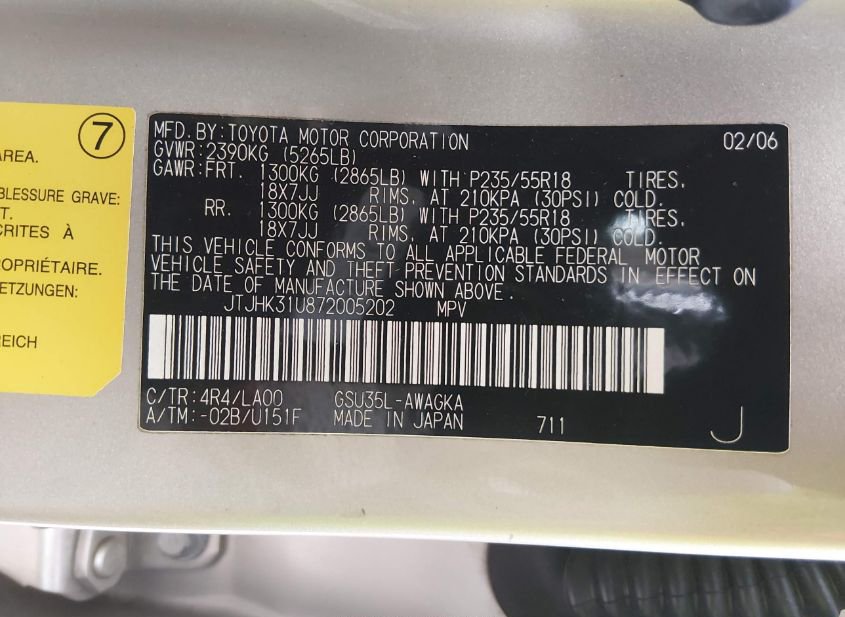 7
AREA.
BLESSURE GRAVE:
T.
CRITES À
OPRIÉTAIRE.
ETZUNGEN:
REICH
MFD. BY: TOYOTA MOTOR CORPORATION 02/06
GVWR: 2390KG (5265LB)
GAWR: FRT. 1300KG (2865LB) WITH P235/55R18 TIRES,
18X7JJ RIMS, AT 210KPA (30PSI) COLD.
RR. 1300KG (2865LB) WITH P235/55R18 TIRES,
18X7JJ RIMS, AT 210KPA (30PSI) COLD.
THIS VEHICLE CONFORMS TO ALL APPLICABLE FEDERAL MOTOR
VEHICLE SAFETY AND THEFT PREVENTION STANDARDS IN EFFECT ON
THE DATE OF MANUFACTURE SHOWN ABOVE.
JTJHK31U872005202 MPV
C/TR: 4R4/LA00 GSU35L-AWAGKA
A/TM: -02B/U151F MADE IN JAPAN 711 J